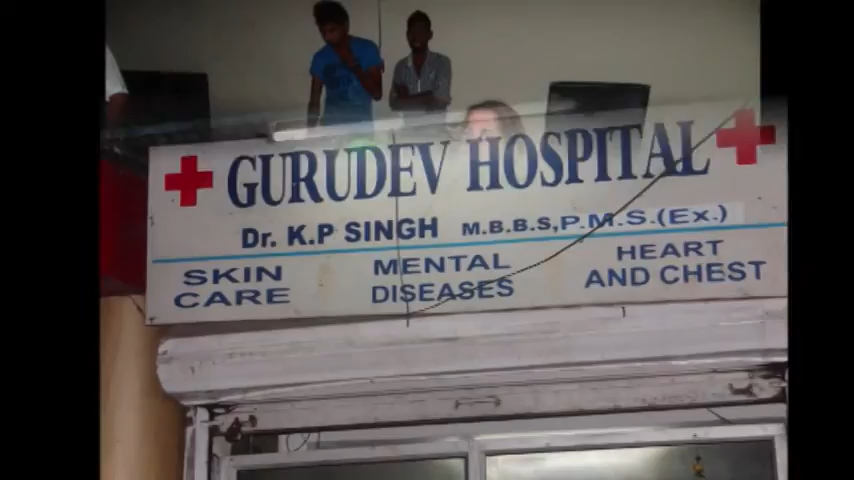 GURUDEV HOSPITAL
Dr. K.P SINGH M.B.B.S,P.M.S.(Ex.)
SKIN CARE
MENTAL DISEASES
HEART AND CHEST